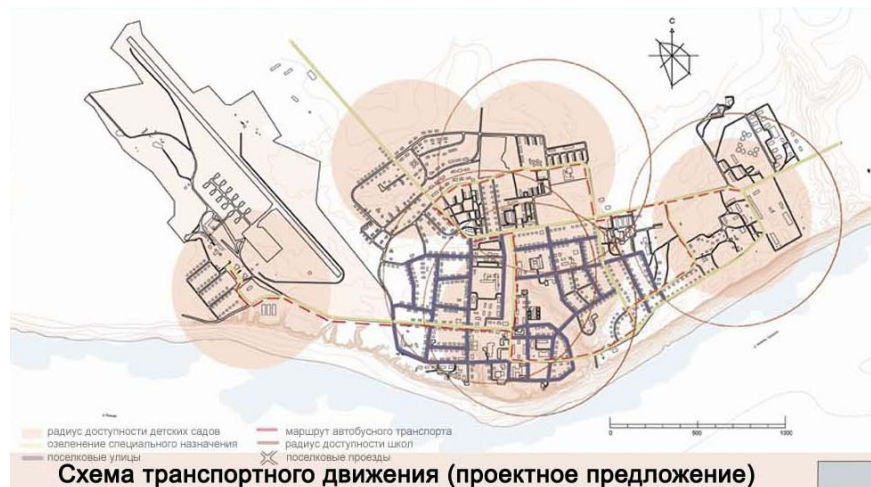 С
радиус доступности детских садов
озеленение специального назначения
поселковые улицы
маршрут автобусного транспорта
радиус доступности школ
поселковые проезды
0 500 1000
Схема транспортного движения (проектное предложение)